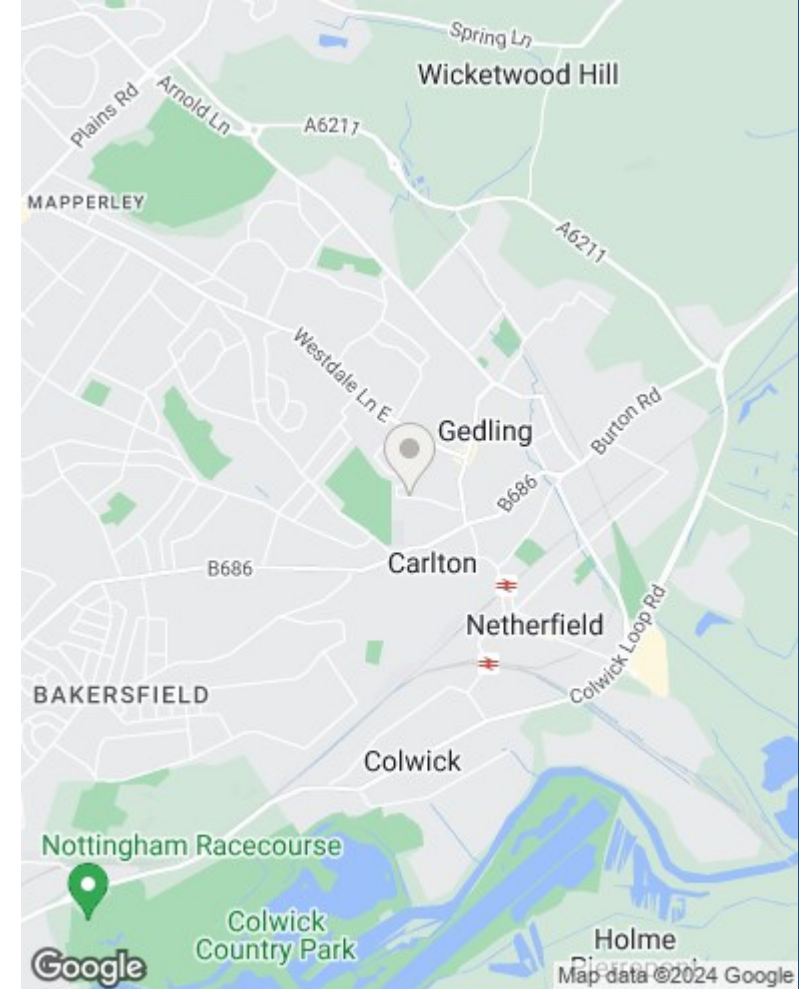 Spring Ln
Wicketwood Hill
Plains Rd
Arnold Ln
A6211
MAPPERLEY
A6211
Westdale Ln E
Burton Rd
Gedling
B686
B686
Carlton
Netherfield
Colwick Loop Rd
BAKERSFIELD
Colwick
Nottingham Racecourse
Colwick
Country Park
Holme
Pierrepont
Google
Map data ©2024 Google